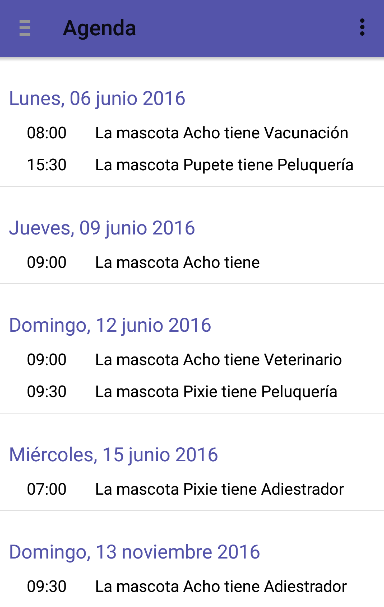 Agenda
Lunes, 06 junio 2016
08:00 La mascota Acho tiene Vacunación
15:30 La mascota Pupete tiene Peluquería
Jueves, 09 junio 2016
09:00 La mascota Acho tiene
Domingo, 12 junio 2016
09:00 La mascota Acho tiene Veterinario
09:30 La mascota Pixie tiene Peluquería
Miércoles, 15 junio 2016
07:00 La mascota Pixie tiene Adiestrador
Domingo, 13 noviembre 2016
09:30 La mascota Acho tiene Adiestrador